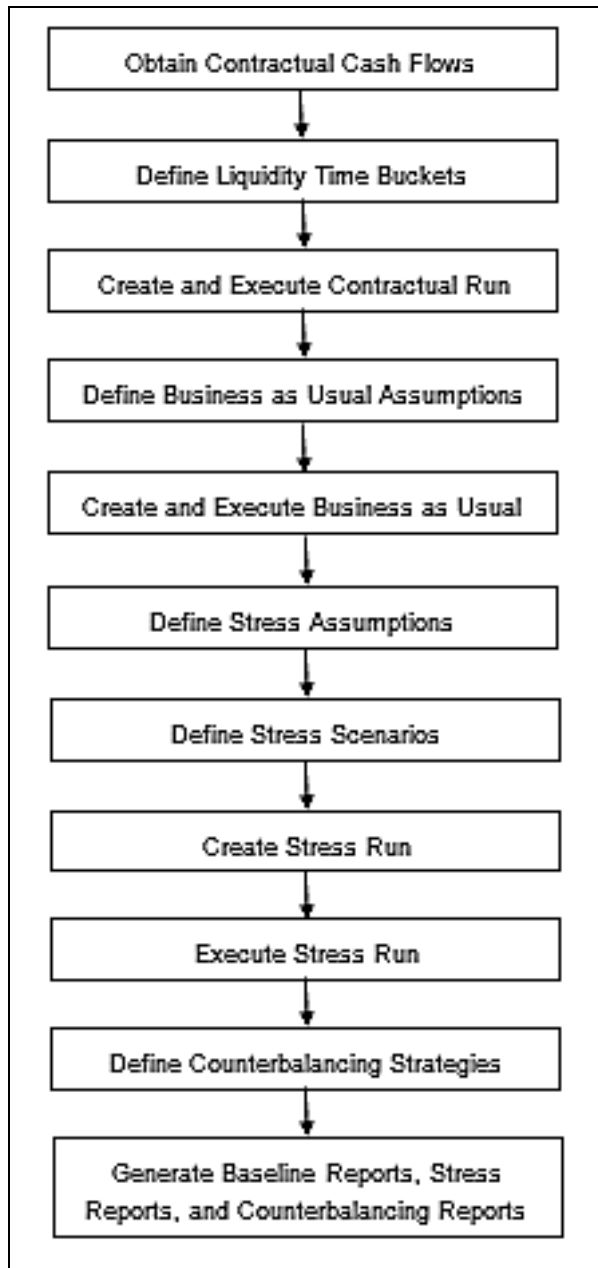 Obtain Contractual Cash Flows
Define Liquidity Time Buckets
Create and Execute Contractual Run
Define Business as Usual Assumptions
Create and Execute Business as Usual
Define Stress Assumptions
Define Stress Scenarios
Create Stress Run
Execute Stress Run
Define Counterbalancing Strategies
Generate Baseline Reports, Stress
Reports, and Counterbalancing Reports